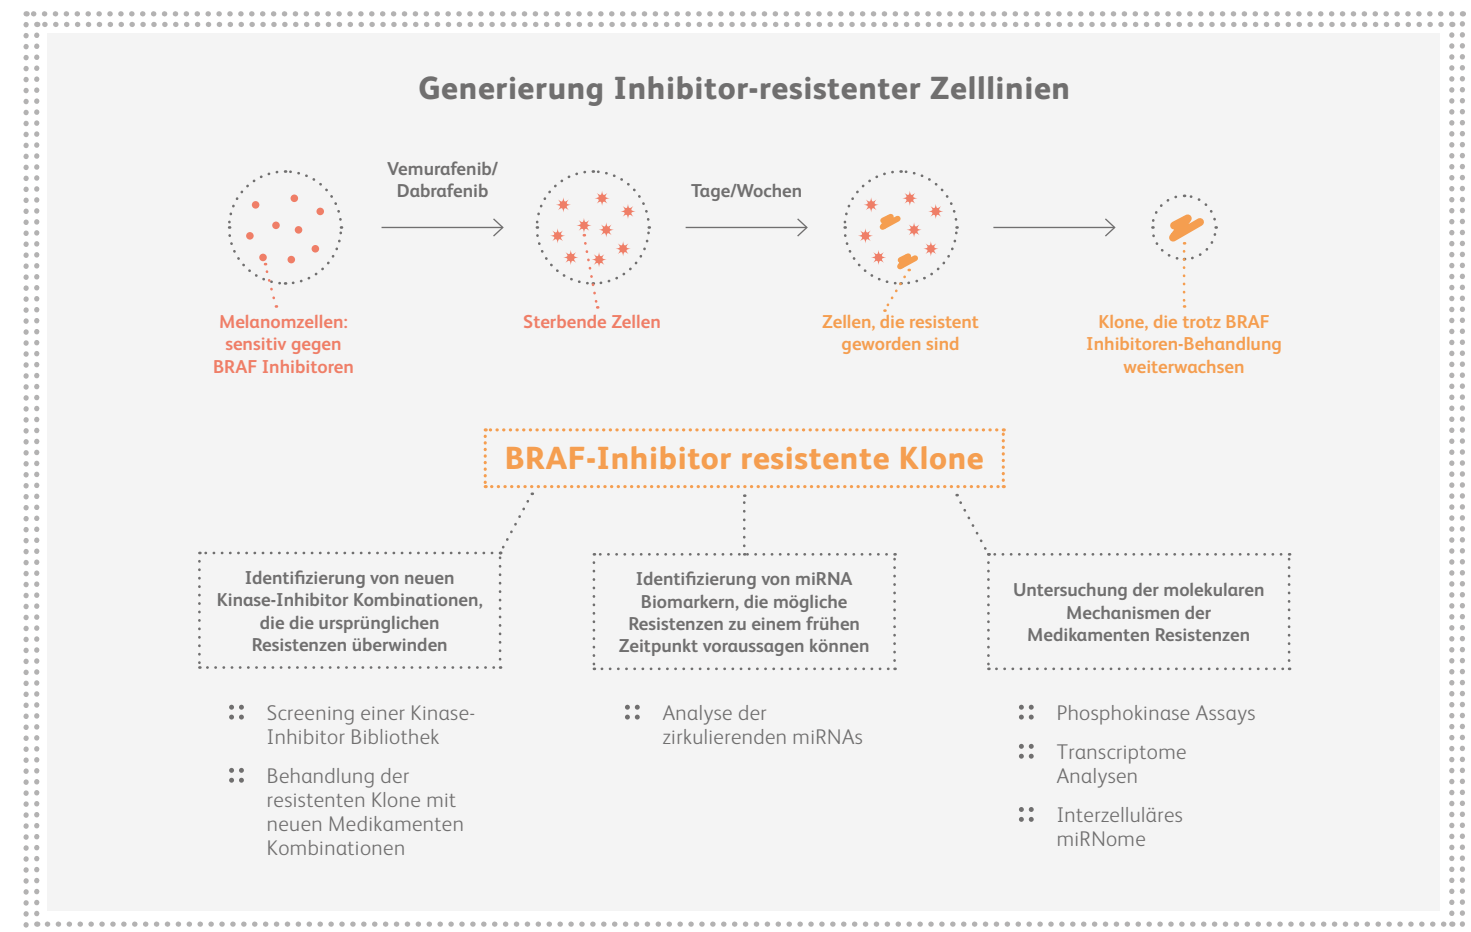 Generierung Inhibitor-resistenter Zelllinien
Vemurafenib/
Dabrafenib
Tage/Wochen
Melanomzellen:
sensitiv gegen
BRAF Inhibitoren
Sterbende Zellen
Zellen, die resistent
geworden sind
Klone, die trotz BRAF
Inhibitoren-Behandlung
weiterwachsen
BRAF-Inhibitor resistente Klone
Identifizierung von neuen
Kinase-Inhibitor Kombinationen,
die die ursprünglichen
Resistenzen überwinden
Screening einer Kinase-
Inhibitor Bibliothek
Behandlung der
resistenten Klone mit
neuen Medikamenten
Kombinationen
Identifizierung von miRNA
Biomarkern, die mögliche
Resistenzen zu einem frühen
Zeitpunkt voraussagen können
Analyse der
zirkulierenden miRNAs
Untersuchung der molekularen
Mechanismen der
Medikamenten Resistenzen
Phosphokinase Assays
Transcriptome
Analysen
Interzelluläres
miRNome